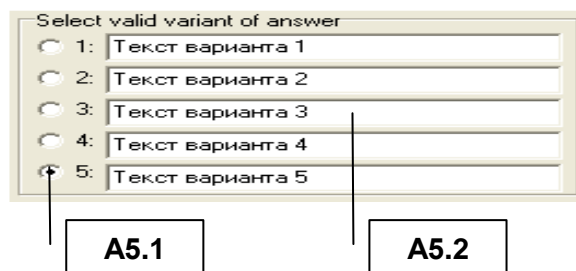 Select valid variant of answer
1: Текст варианта 1
2: Текст варианта 2
3: Текст варианта 3
4: Текст варианта 4
5: Текст варианта 5
A5.1 A5.2